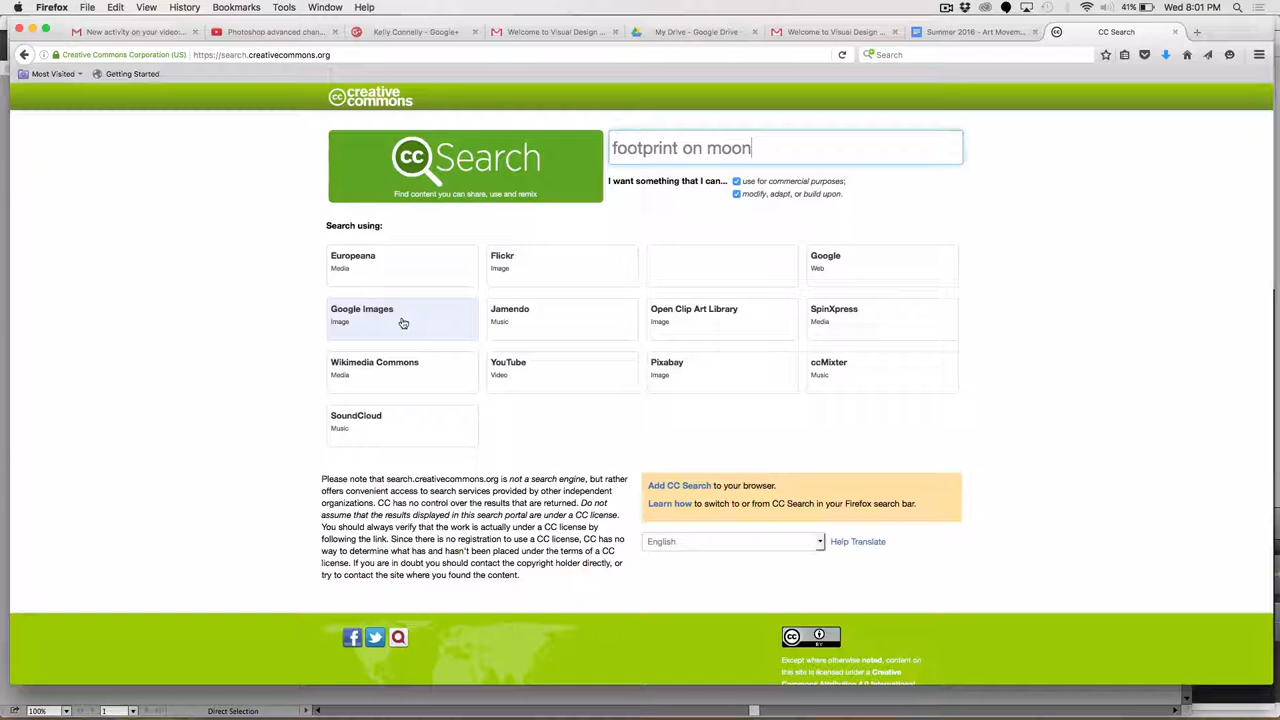 Firefox File Edit View History Bookmarks Tools Window Help 41% Wed 8:01 PM
New activity on your video: Photoshop advanced chan... Kelly Connelly - Google+ Welcome to Visual Design ... My Drive - Google Drive Welcome to Visual Design ... Summer 2016 - Art Movem... CC Search
Creative Commons Corporation (US) https://search.creativecommons.org Search
Most Visited Getting Started
cc creative commons
cc Search
Find content you can share, use and remix
footprint on moon
I want something that I can... use for commercial purposes;
modify, adapt, or build upon.
Search using:
Europeana Flickr Google
Media Image Web
Google Images Jamendo Open Clip Art Library SpinXpress
Image Music Image Media
Wikimedia Commons YouTube Pixabay ccMixter
Media Video Image Music
SoundCloud
Music
Please note that search.creativecommons.org is not a search engine, but rather
offers convenient access to search services provided by other independent
organizations. CC has no control over the results that are returned. Do not
assume that the results displayed in this search portal are under a CC license.
You should always verify that the work is actually under a CC license by
following the link. Since there is no registration to use a CC license, CC has no
way to determine what has and hasn't been placed under the terms of a CC
license. If you are in doubt you should contact the copyright holder directly, or
try to contact the site where you found the content.
Add CC Search to your browser.
Learn how to switch to or from CC Search in your Firefox search bar.
English Help Translate
cc BY
Except where otherwise noted, content on
this site is licensed under a Creative
Commons Attribution 4.0 International
100% 1 Direct Selection